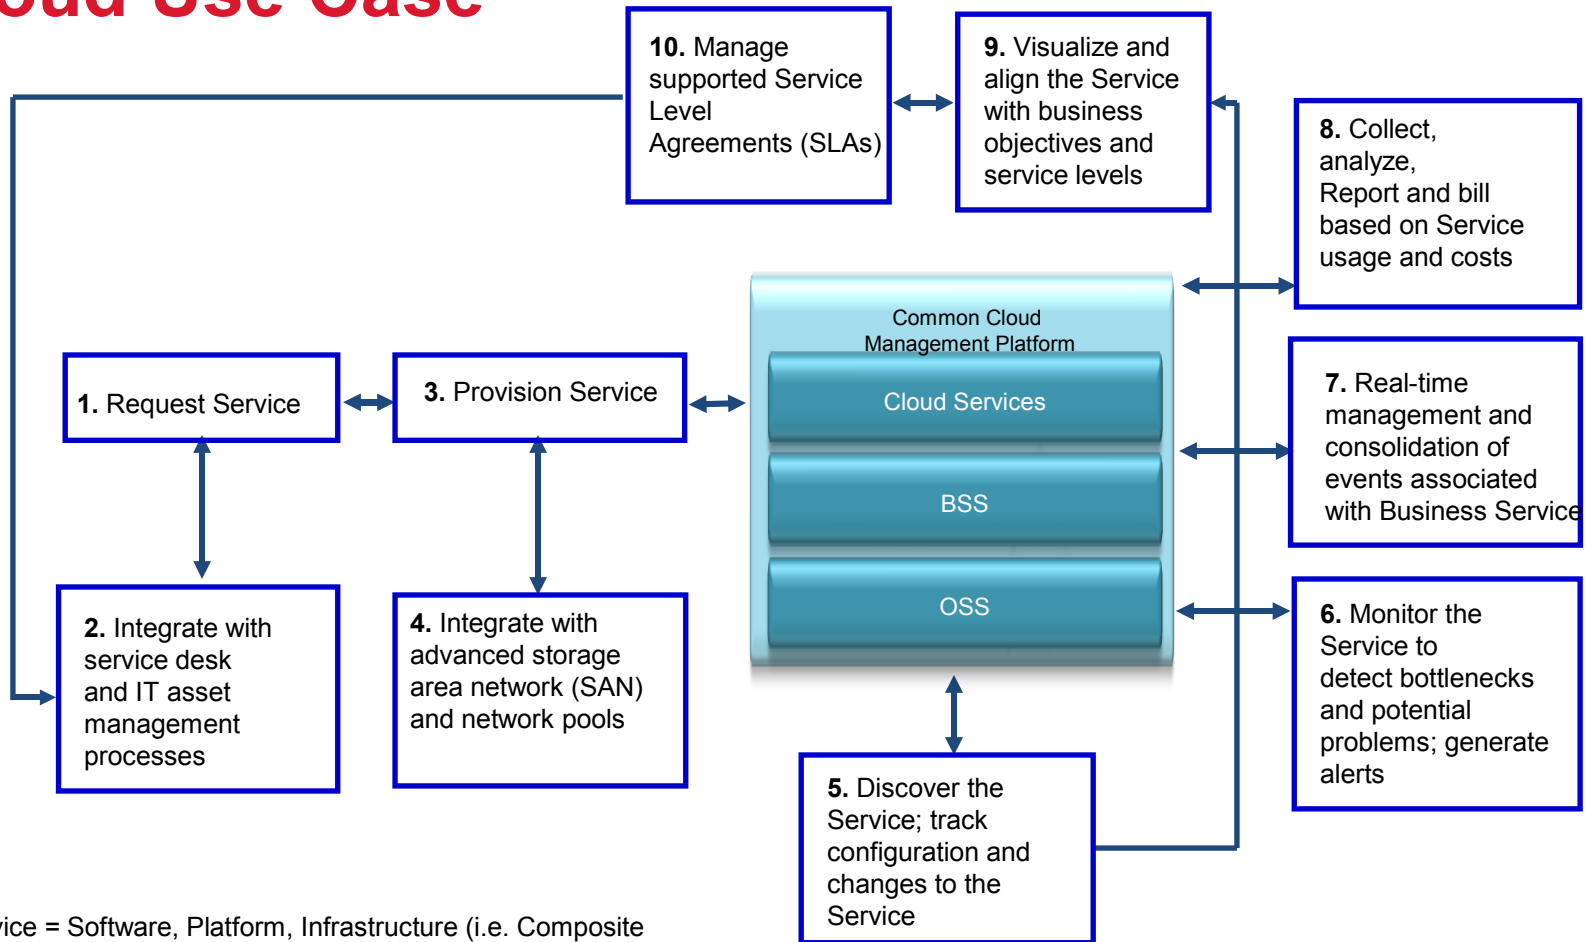 oud Use Case
10. Manage
supported Service
Level
Agreements (SLAs)
9. Visualize and
align the Service
with business
objectives and
service levels
8. Collect,
analyze,
Report and bill
based on Service
usage and costs
Common Cloud
Management Platform
Cloud Services
BSS
OSS
1. Request Service
3. Provision Service
7. Real-time
management and
consolidation of
events associated
with Business Service
2. Integrate with
service desk
and IT asset
management
processes
4. Integrate with
advanced storage
area network (SAN)
and network pools
6. Monitor the
Service to
detect bottlenecks
and potential
problems; generate
alerts
5. Discover the
Service; track
configuration and
changes to the
Service
vice = Software, Platform, Infrastructure (i.e. Composite